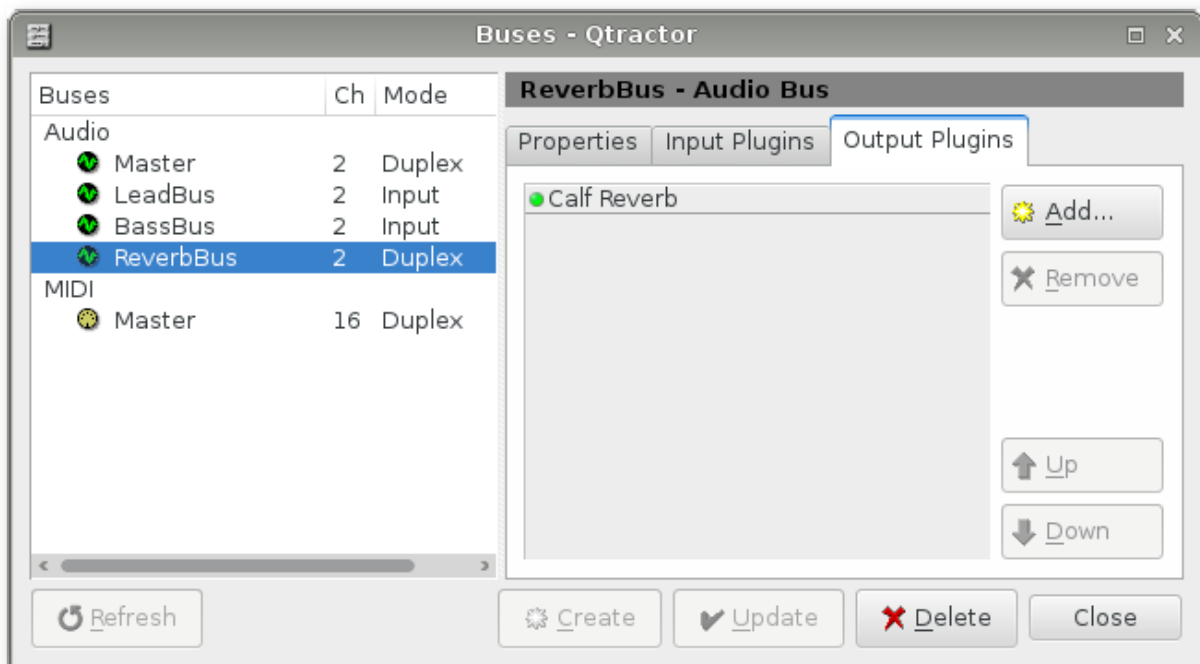 Buses - Qtractor
Buses Ch Mode
Audio
Master 2 Duplex
LeadBus 2 Input
BassBus 2 Input
ReverbBus 2 Duplex
MIDI
Master 16 Duplex
Refresh
ReverbBus - Audio Bus
Properties Input Plugins Output Plugins
Calf Reverb
Add...
Remove
Up
Down
Create Update Delete Close